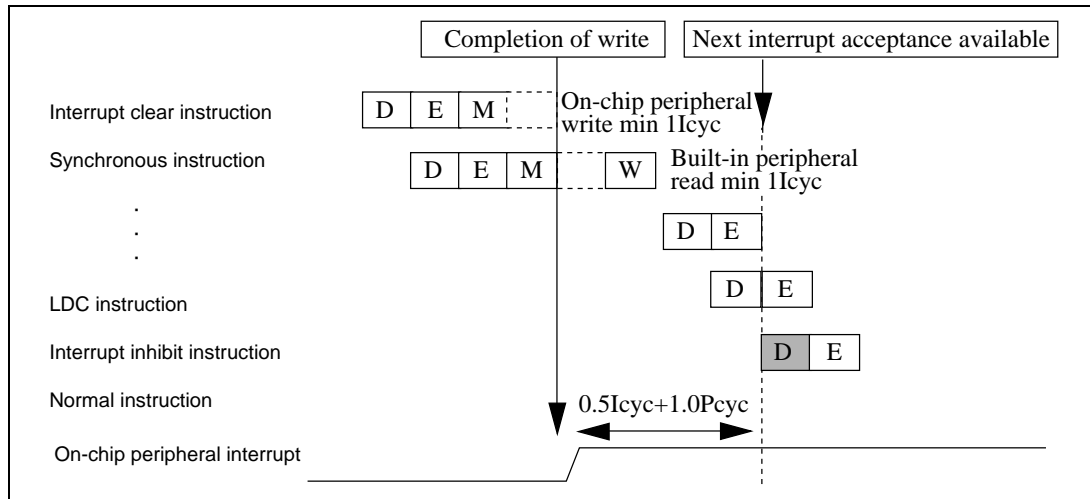 Completion of write
Next interrupt acceptance available
Interrupt clear instruction
D E M
On-chip peripheral
write min 1Icyc
Synchronous instruction
D E M W
Built-in peripheral
read min 1Icyc
.
.
.
D E
LDC instruction
D E
Interrupt inhibit instruction
D E
Normal instruction
0.5Icyc+1.0Pcyc
On-chip peripheral interrupt